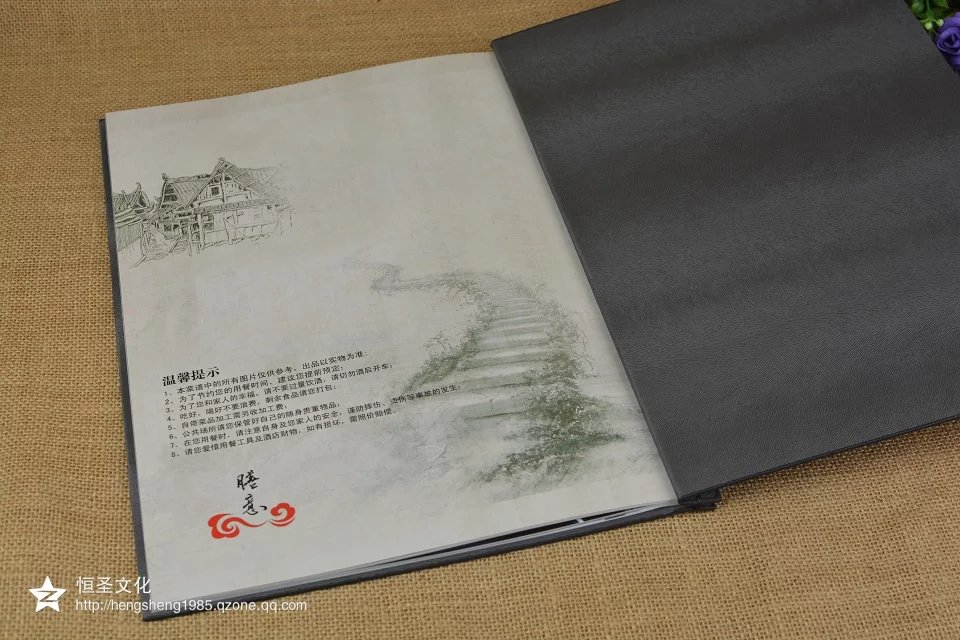 温馨提示
1、本菜谱中的所有图片仅供参考，出品以实物为准；
2、为了节约您的用餐时间，建议您提前预定；
3、为了您和家人的幸福，请不要过量饮酒，请切勿酒后开车；
4、吃好、喝好不要浪费，剩余食品请您打包；
5、自带菜品加工需另收加工费；
6、公共场所请您保管好自己的随身贵重物品；
7、在您用餐时，请注意自身及您家人的安全，谨防摔伤、烫伤等事故的发生；
8、请您爱惜用餐工具及酒店财物，如有损坏，需照价赔偿。
膳
意
恒圣文化
http://hengsheng1985.qzone.qq.com